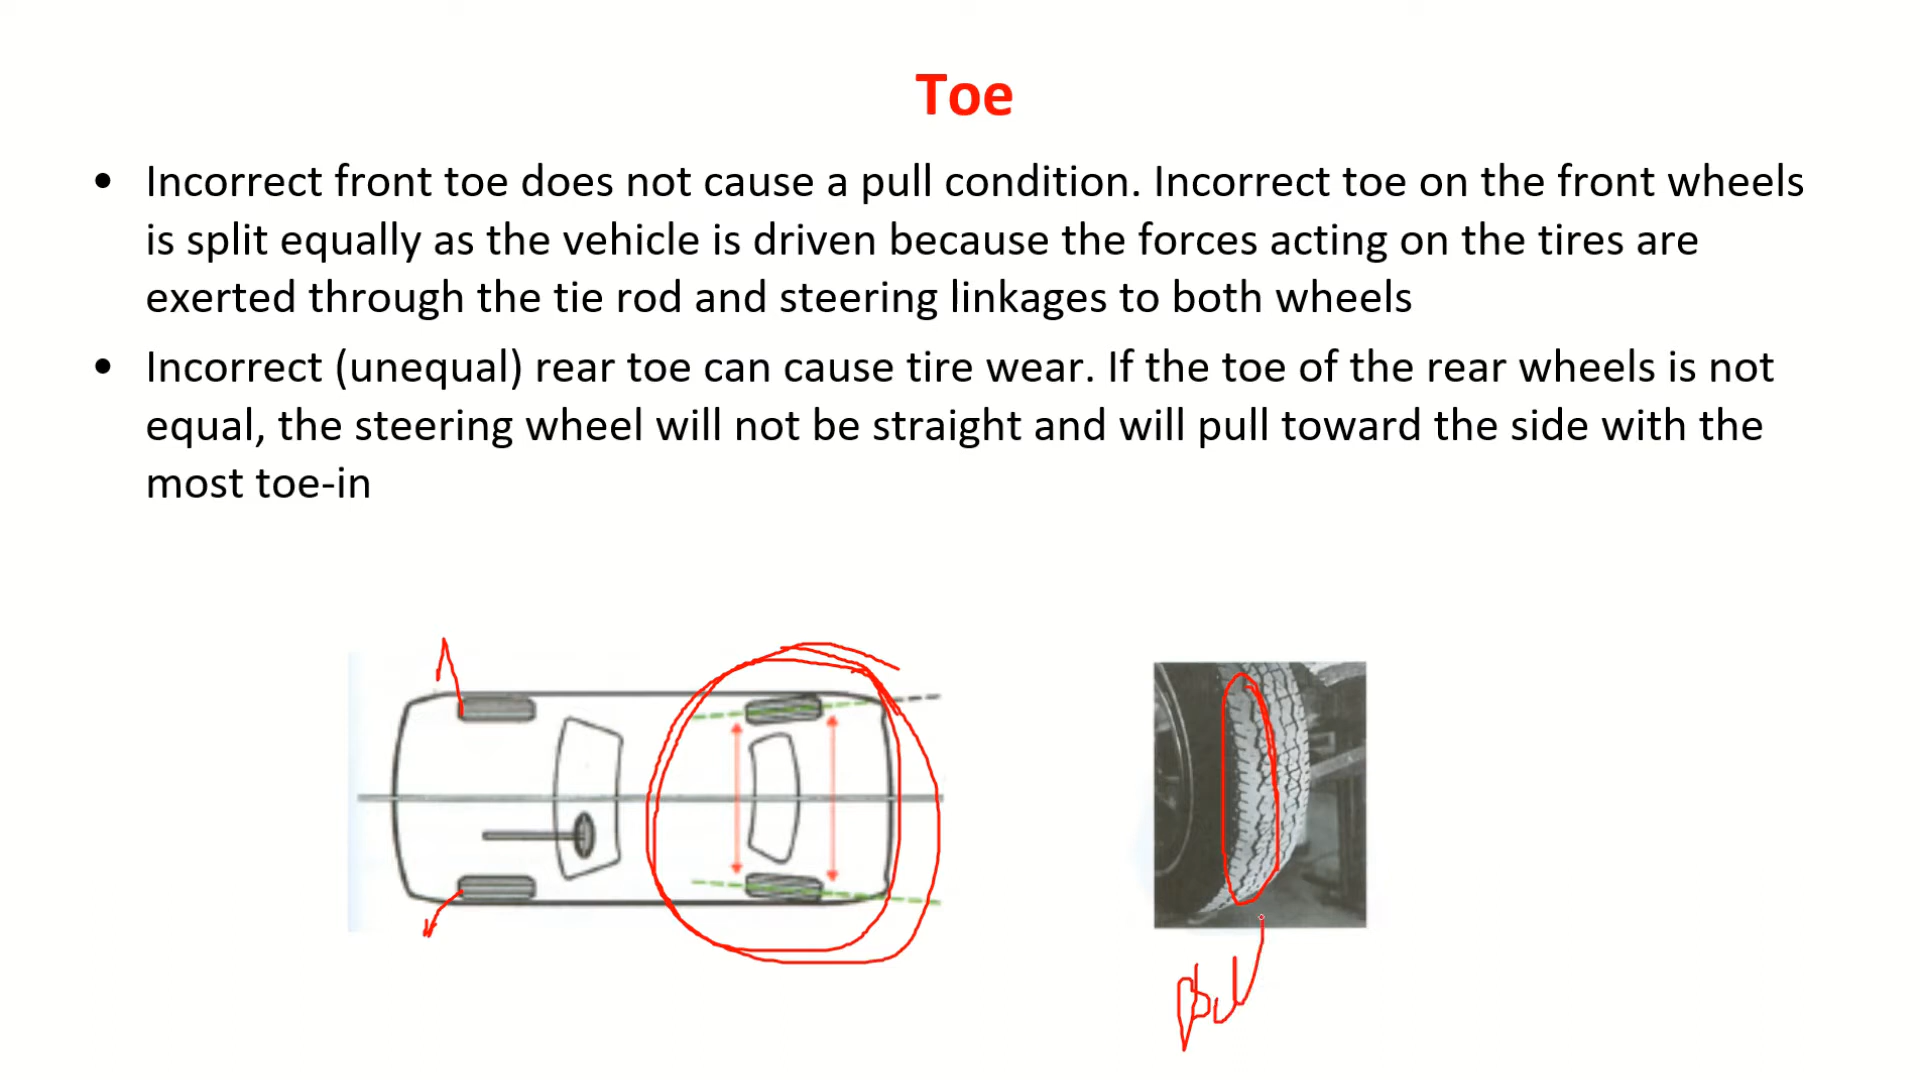 Toe
• Incorrect front toe does not cause a pull condition. Incorrect toe on the front wheels
is split equally as the vehicle is driven because the forces acting on the tires are
exerted through the tie rod and steering linkages to both wheels
• Incorrect (unequal) rear toe can cause tire wear. If the toe of the rear wheels is not
equal, the steering wheel will not be straight and will pull toward the side with the
most toe-in